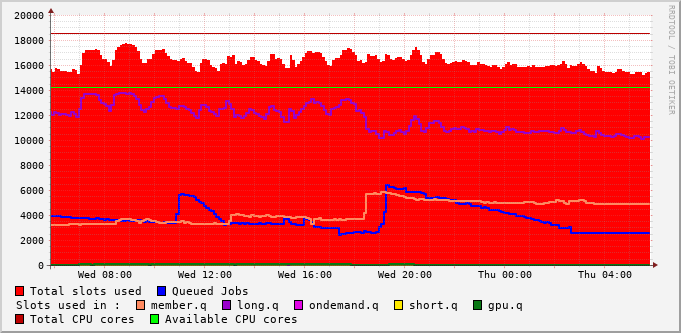 20000
18000
16000
14000
12000
10000
8000
6000
4000
2000
0
Wed 08:00 Wed 12:00 Wed 16:00 Wed 20:00 Thu 00:00 Thu 04:00
Total slots used Queued Jobs
Slots used in : member.q long.q ondemand.q short.q gpu.q
Total CPU cores Available CPU cores
RRDTOOL / TOBI OETIKER